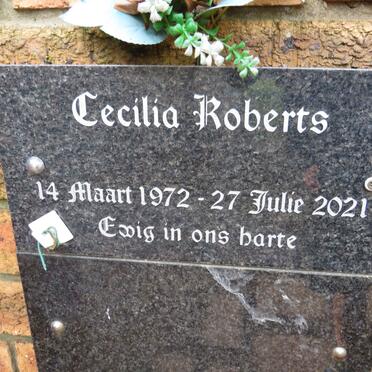 Cecilia Roberts
14 Maart 1972 - 27 Julie 2021
Ewig in ons harte